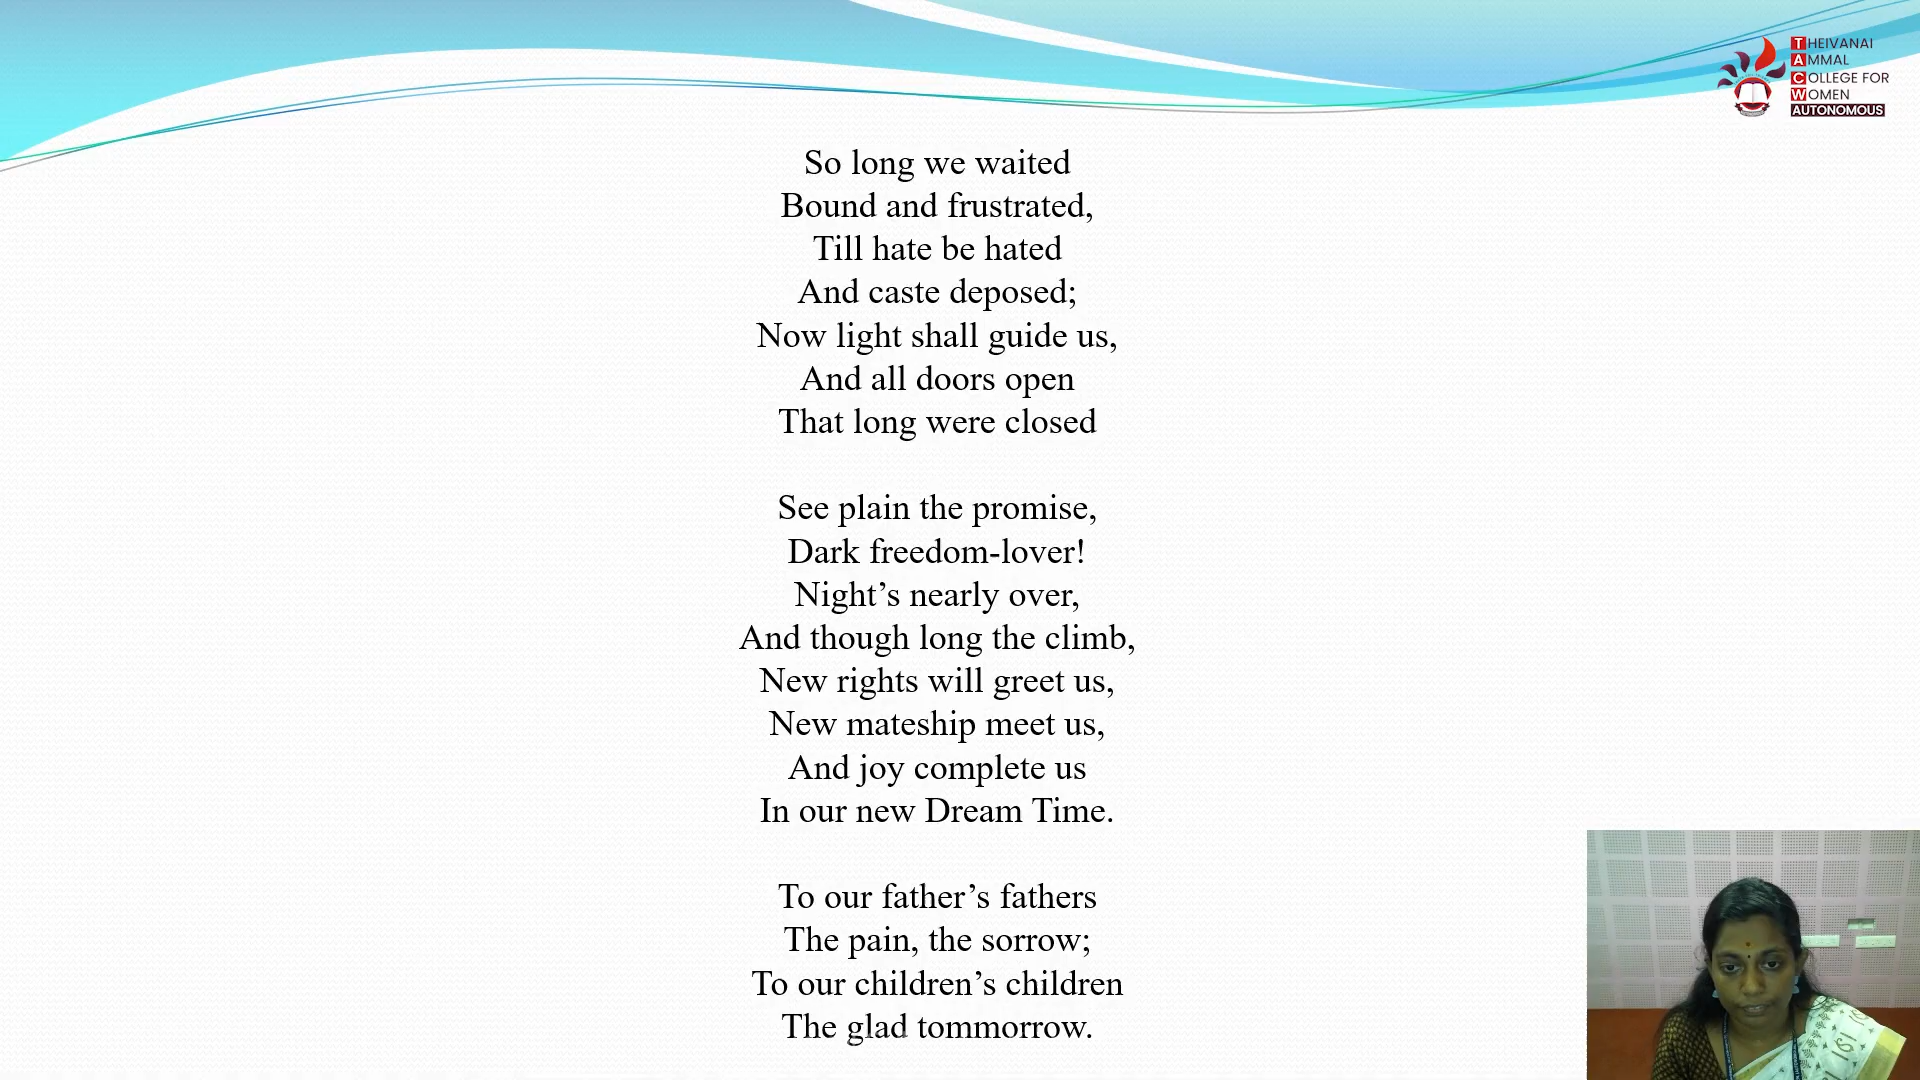 THEIVANAI
AMMAL
COLLEGE FOR
WOMEN
AUTONOMOUS
So long we waited
Bound and frustrated,
Till hate be hated
And caste deposed;
Now light shall guide us,
And all doors open
That long were closed
See plain the promise,
Dark freedom-lover!
Night’s nearly over,
And though long the climb,
New rights will greet us,
New mateship meet us,
And joy complete us
In our new Dream Time.
To our father’s fathers
The pain, the sorrow;
To our children’s children
The glad tommorrow.